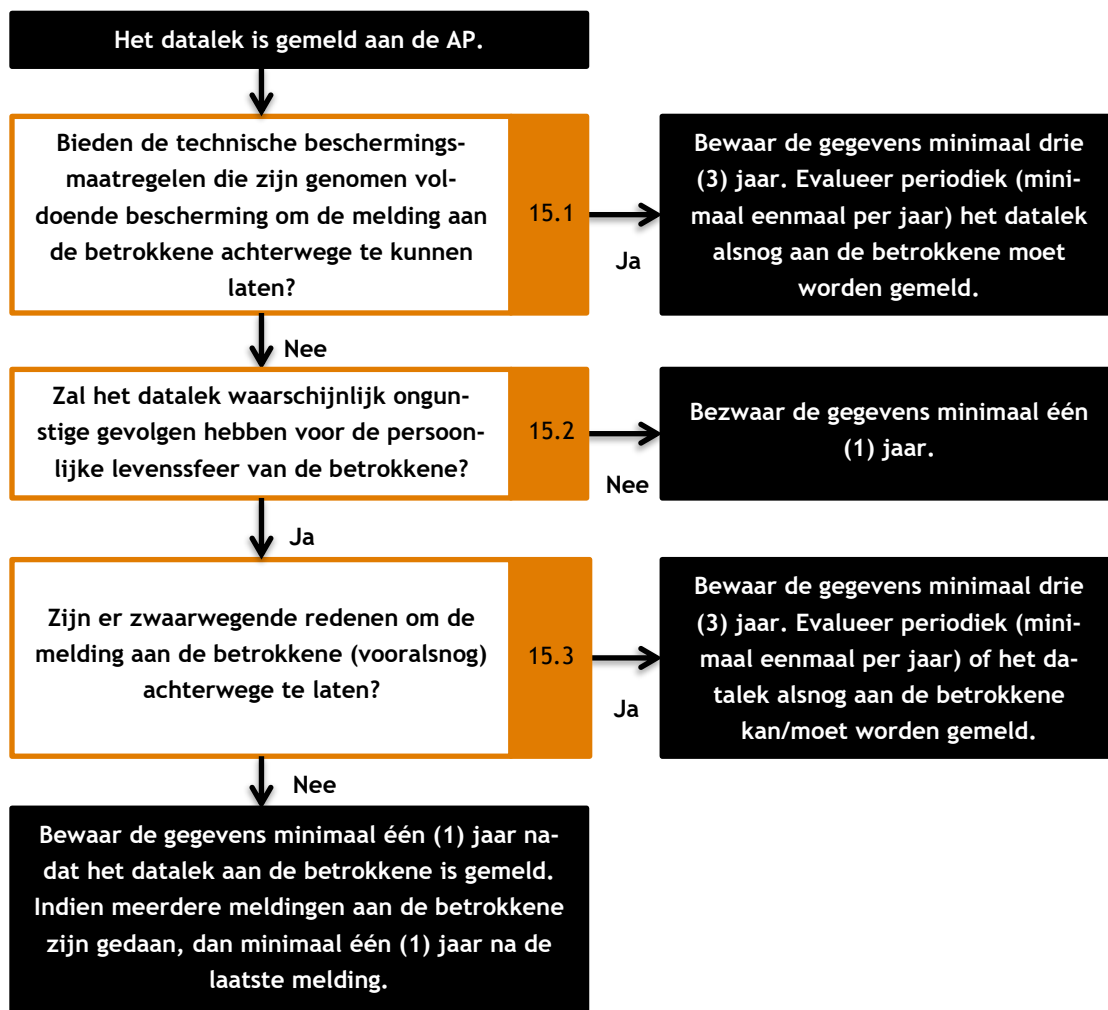 Het datalek is gemeld aan de AP.
Bieden de technische beschermings-
maatregelen die zijn genomen vol-
doende bescherming om de melding aan
de betrokkene achterwege te kunnen
laten?
15.1
Ja
Bewaar de gegevens minimaal drie
(3) jaar. Evalueer periodiek (mini-
maal eenmaal per jaar) het datalek
alsnog aan de betrokkene moet
worden gemeld.
Nee
Zal het datalek waarschijnlijk ongun-
stige gevolgen hebben voor de persoon-
lijke levenssfeer van de betrokkene?
15.2
Nee
Bezwaar de gegevens minimaal één
(1) jaar.
Ja
Zijn er zwaarwegende redenen om de
melding aan de betrokkene (vooralsnog)
achterwege te laten?
15.3
Ja
Bewaar de gegevens minimaal drie
(3) jaar. Evalueer periodiek (mini-
maal eenmaal per jaar) of het da-
talek alsnog aan de betrokkene
kan/moet worden gemeld.
Nee
Bewaar de gegevens minimaal één (1) jaar na-
dat het datalek aan de betrokkene is gemeld.
Indien meerdere meldingen aan de betrokkene
zijn gedaan, dan minimaal één (1) jaar na de
laatste melding.